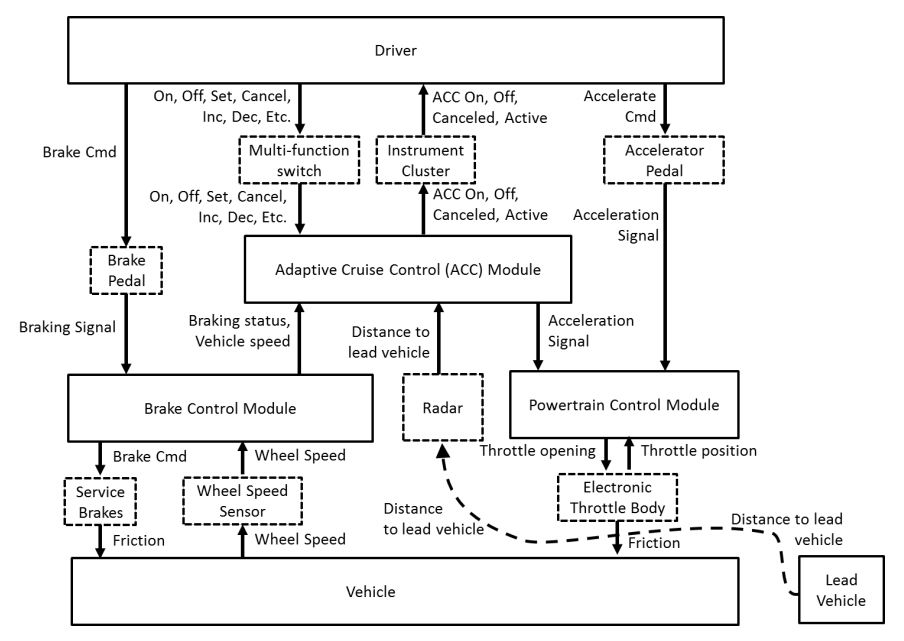 Driver
On, Off, Set, Cancel,
Inc, Dec, Etc.
ACC On, Off,
Canceled, Active
Accelerate
Cmd
Brake Cmd
Multi-function
switch
Instrument
Cluster
Accelerator
Pedal
On, Off, Set, Cancel,
Inc, Dec, Etc.
ACC On, Off,
Canceled, Active
Acceleration
Signal
Brake
Pedal
Adaptive Cruise Control (ACC) Module
Braking Signal
Braking status,
Vehicle speed
Distance to
lead vehicle
Acceleration
Signal
Brake Control Module
Radar
Powertrain Control Module
Brake Cmd
Wheel Speed
Throttle opening
Throttle position
Service
Brakes
Wheel Speed
Sensor
Electronic
Throttle Body
Distance
to lead vehicle
Distance to lead
vehicle
Friction
Wheel Speed
Friction
Vehicle
Lead
Vehicle